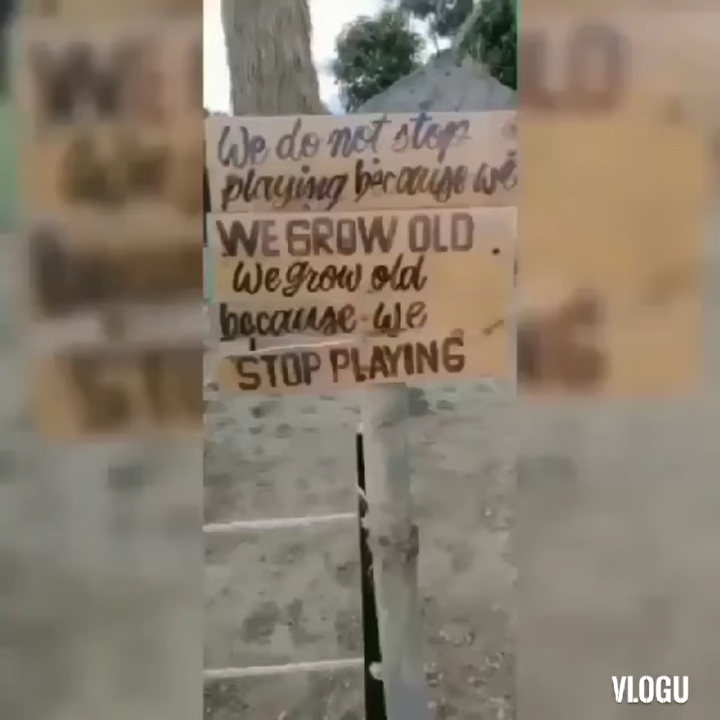 We do not stop
playing because we
WE GROW OLD
We grow old
because we
STOP PLAYING
VLOGU